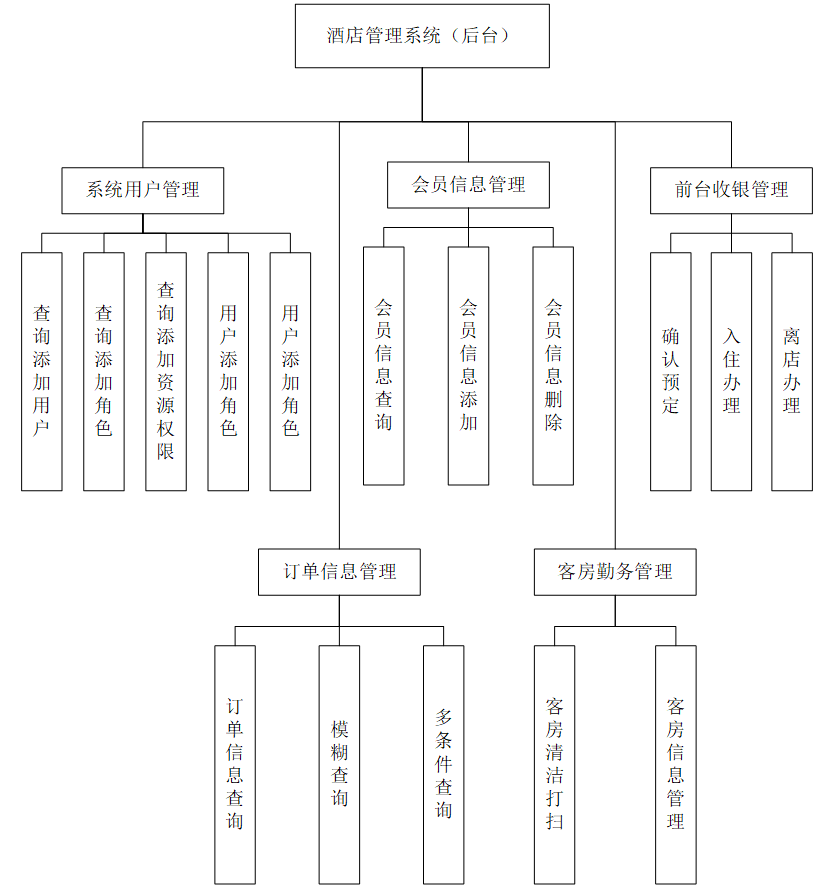 酒店管理系统（后台）
系统用户管理
会员信息管理
前台收银管理
查询添加用户
查询添加角色
查询添加资源权限
用户添加角色
用户添加角色
会员信息查询
会员信息添加
会员信息删除
确认预定
入住办理
离店办理
订单信息管理
客房勤务管理
订单信息查询
模糊查询
多条件查询
客房清洁打扫
客房信息管理